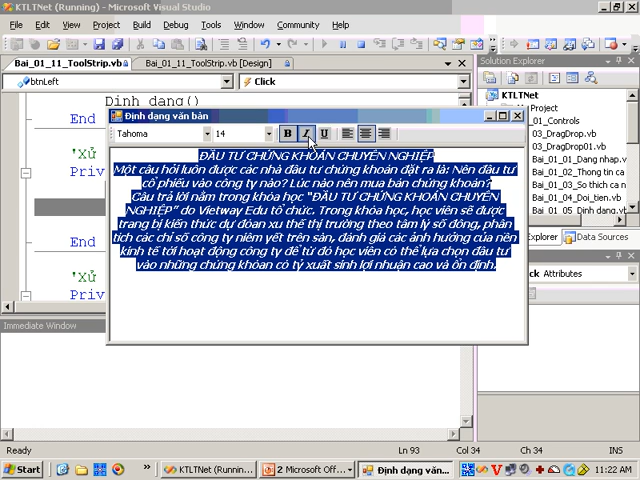 KTLTNet (Running) - Microsoft Visual Studio
File Edit View Project Build Debug Tools Window Community Help
Bai_01_11_ToolStrip.vb Bai_01_11_ToolStrip.vb [Design]
btnLeft Click
Dinh_dang()
End
'Xử
Priv
End
'Xử
Priv
Định dạng văn bản
Tahoma 14 B I U
ĐẦU TƯ CHỨNG KHOÁN CHUYÊN NGHIỆP
Một câu hỏi luôn được các nhà đầu tư chứng khoán đặt ra là: Nên đầu tư
cổ phiếu vào công ty nào? Lúc nào nên mua bán chứng khoán?
Câu trả lời nằm trong khóa học "ĐẦU TƯ CHỨNG KHOÁN CHUYÊN
NGHIỆP" do Vietway Edu tổ chức. Trong khóa học, học viên sẽ được
trang bị kiến thức dự đóan xu thế thị trường theo tâm lý số đông, phân
tích các chỉ số công ty niêm yết trên sàn, đánh giá các ảnh hưởng của nền
kinh tế tới hoạt động công ty để từ đó học viên có thể lựa chọn đầu tư
vào những chứng khóan có tỷ xuất sinh lợi nhuận cao và ổn định.
Solution Explorer
KTLTNet
My Project
_01_Controls
03_DragDrop.vb
03_DragDrop01.vb
Bai_01_01_Dang nhap.vb
Bai_01_02_Thong tin ca
Bai_01_03_So thich ca n
Bai_01_04_Doi_tien.vb
Bai_01_05_Dinh dang.vb
Explorer Data Sources
ck Attributes
Immediate Window
Ready Ln 93 Col 34 Ch 34 INS
Start KTLTNet (Runnin... 2 Microsoft Off... Định dạng văn... 11:22 AM